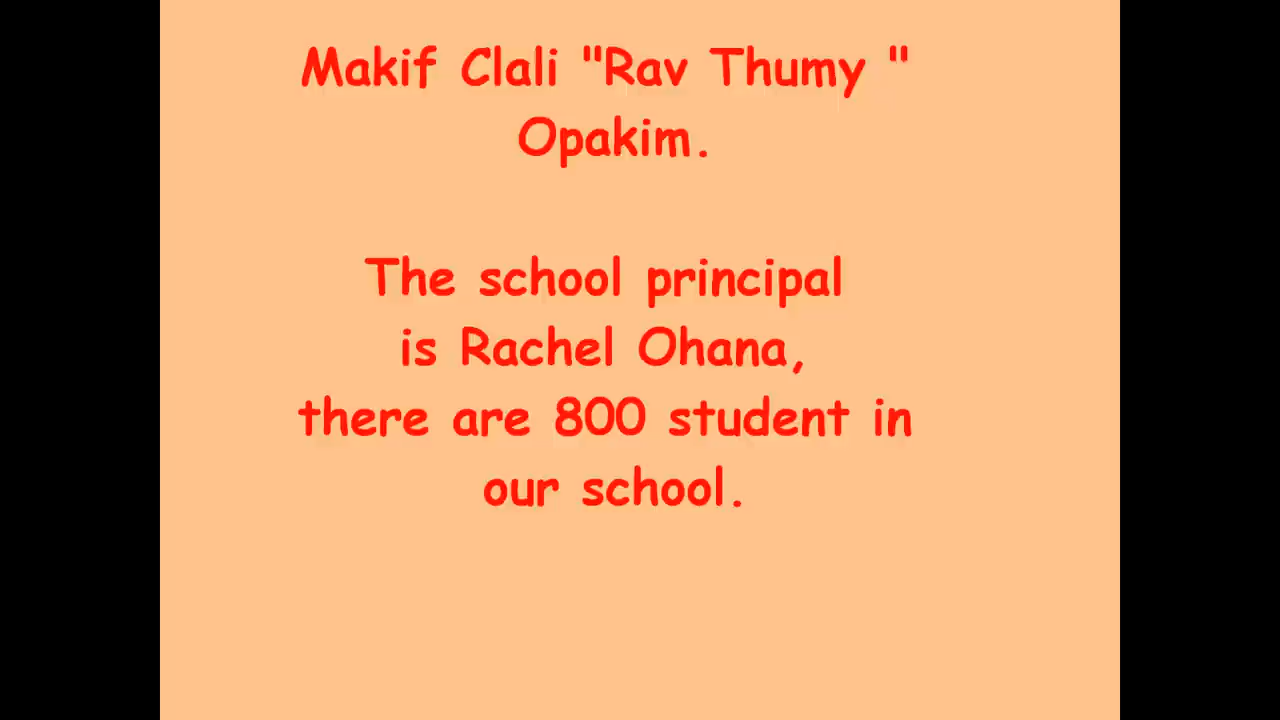 Makif Clali "Rav Thumy "
Opakim.
The school principal
is Rachel Ohana,
there are 800 student in
our school.